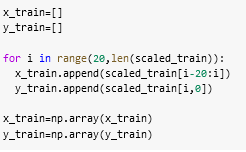 x_train=[]
y_train=[]
for i in range(20,len(scaled_train)):
  x_train.append(scaled_train[i-20:i])
  y_train.append(scaled_train[i,0])
x_train=np.array(x_train)
y_train=np.array(y_train)